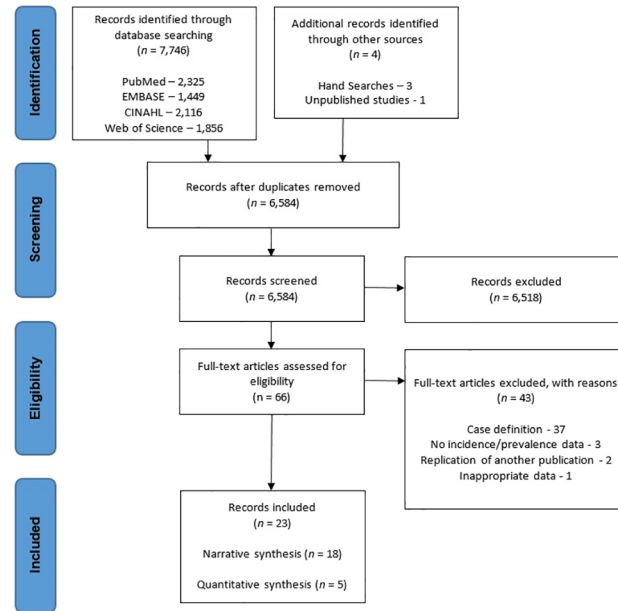 Identification
Records identified through
database searching
(n = 7,746)
PubMed – 2,325
EMBASE – 1,449
CINAHL – 2,116
Web of Science – 1,856
Additional records identified
through other sources
(n = 4)
Hand Searches – 3
Unpublished studies - 1
Screening
Records after duplicates removed
(n = 6,584)
Records screened
(n = 6,584)
Records excluded
(n = 6,518)
Eligibility
Full-text articles assessed for
eligibility
(n = 66)
Full-text articles excluded, with reasons
(n = 43)
Case definition - 37
No incidence/prevalence data - 3
Replication of another publication - 2
Inappropriate data - 1
Included
Records included
(n = 23)
Narrative synthesis (n = 18)
Quantitative synthesis (n = 5)